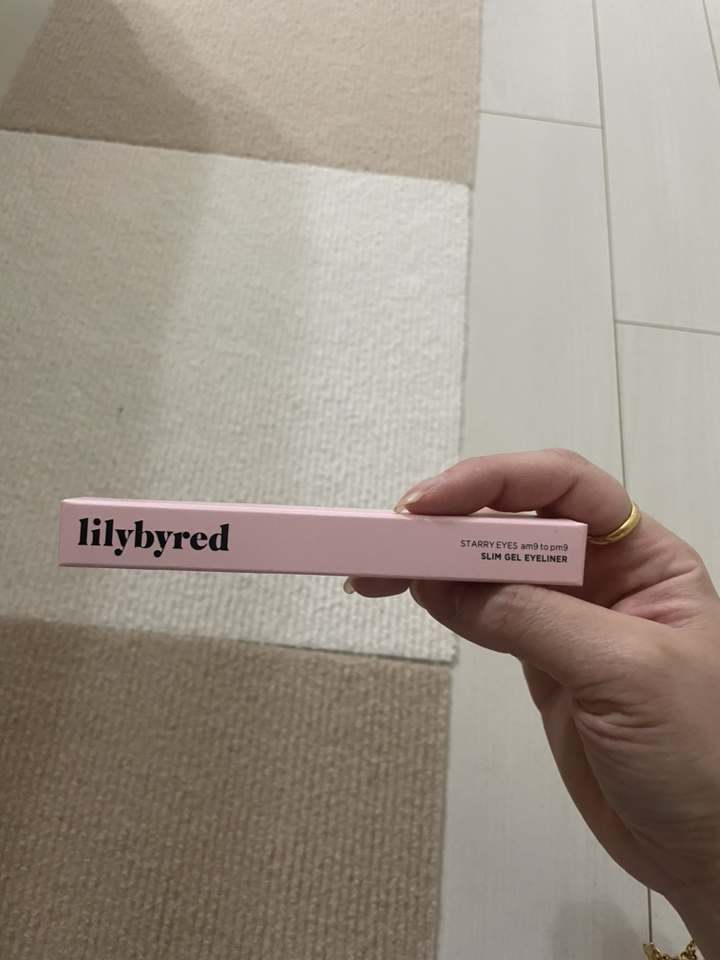 lilybyred
STARRY EYES am9 to pm9
SLIM GEL EYELINER